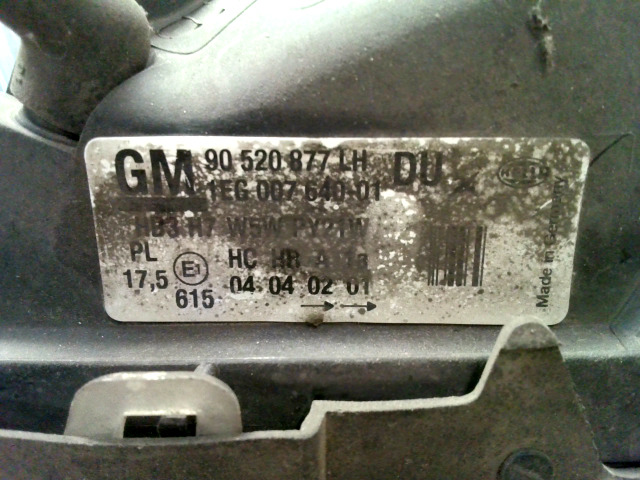 GM 90 520 877 LH DU
1EG 007 640-01
HB3 H7 W5W PY21W
PL E1 HC HR A 1a
17,5 615 04 04 02 01
Made in Germany